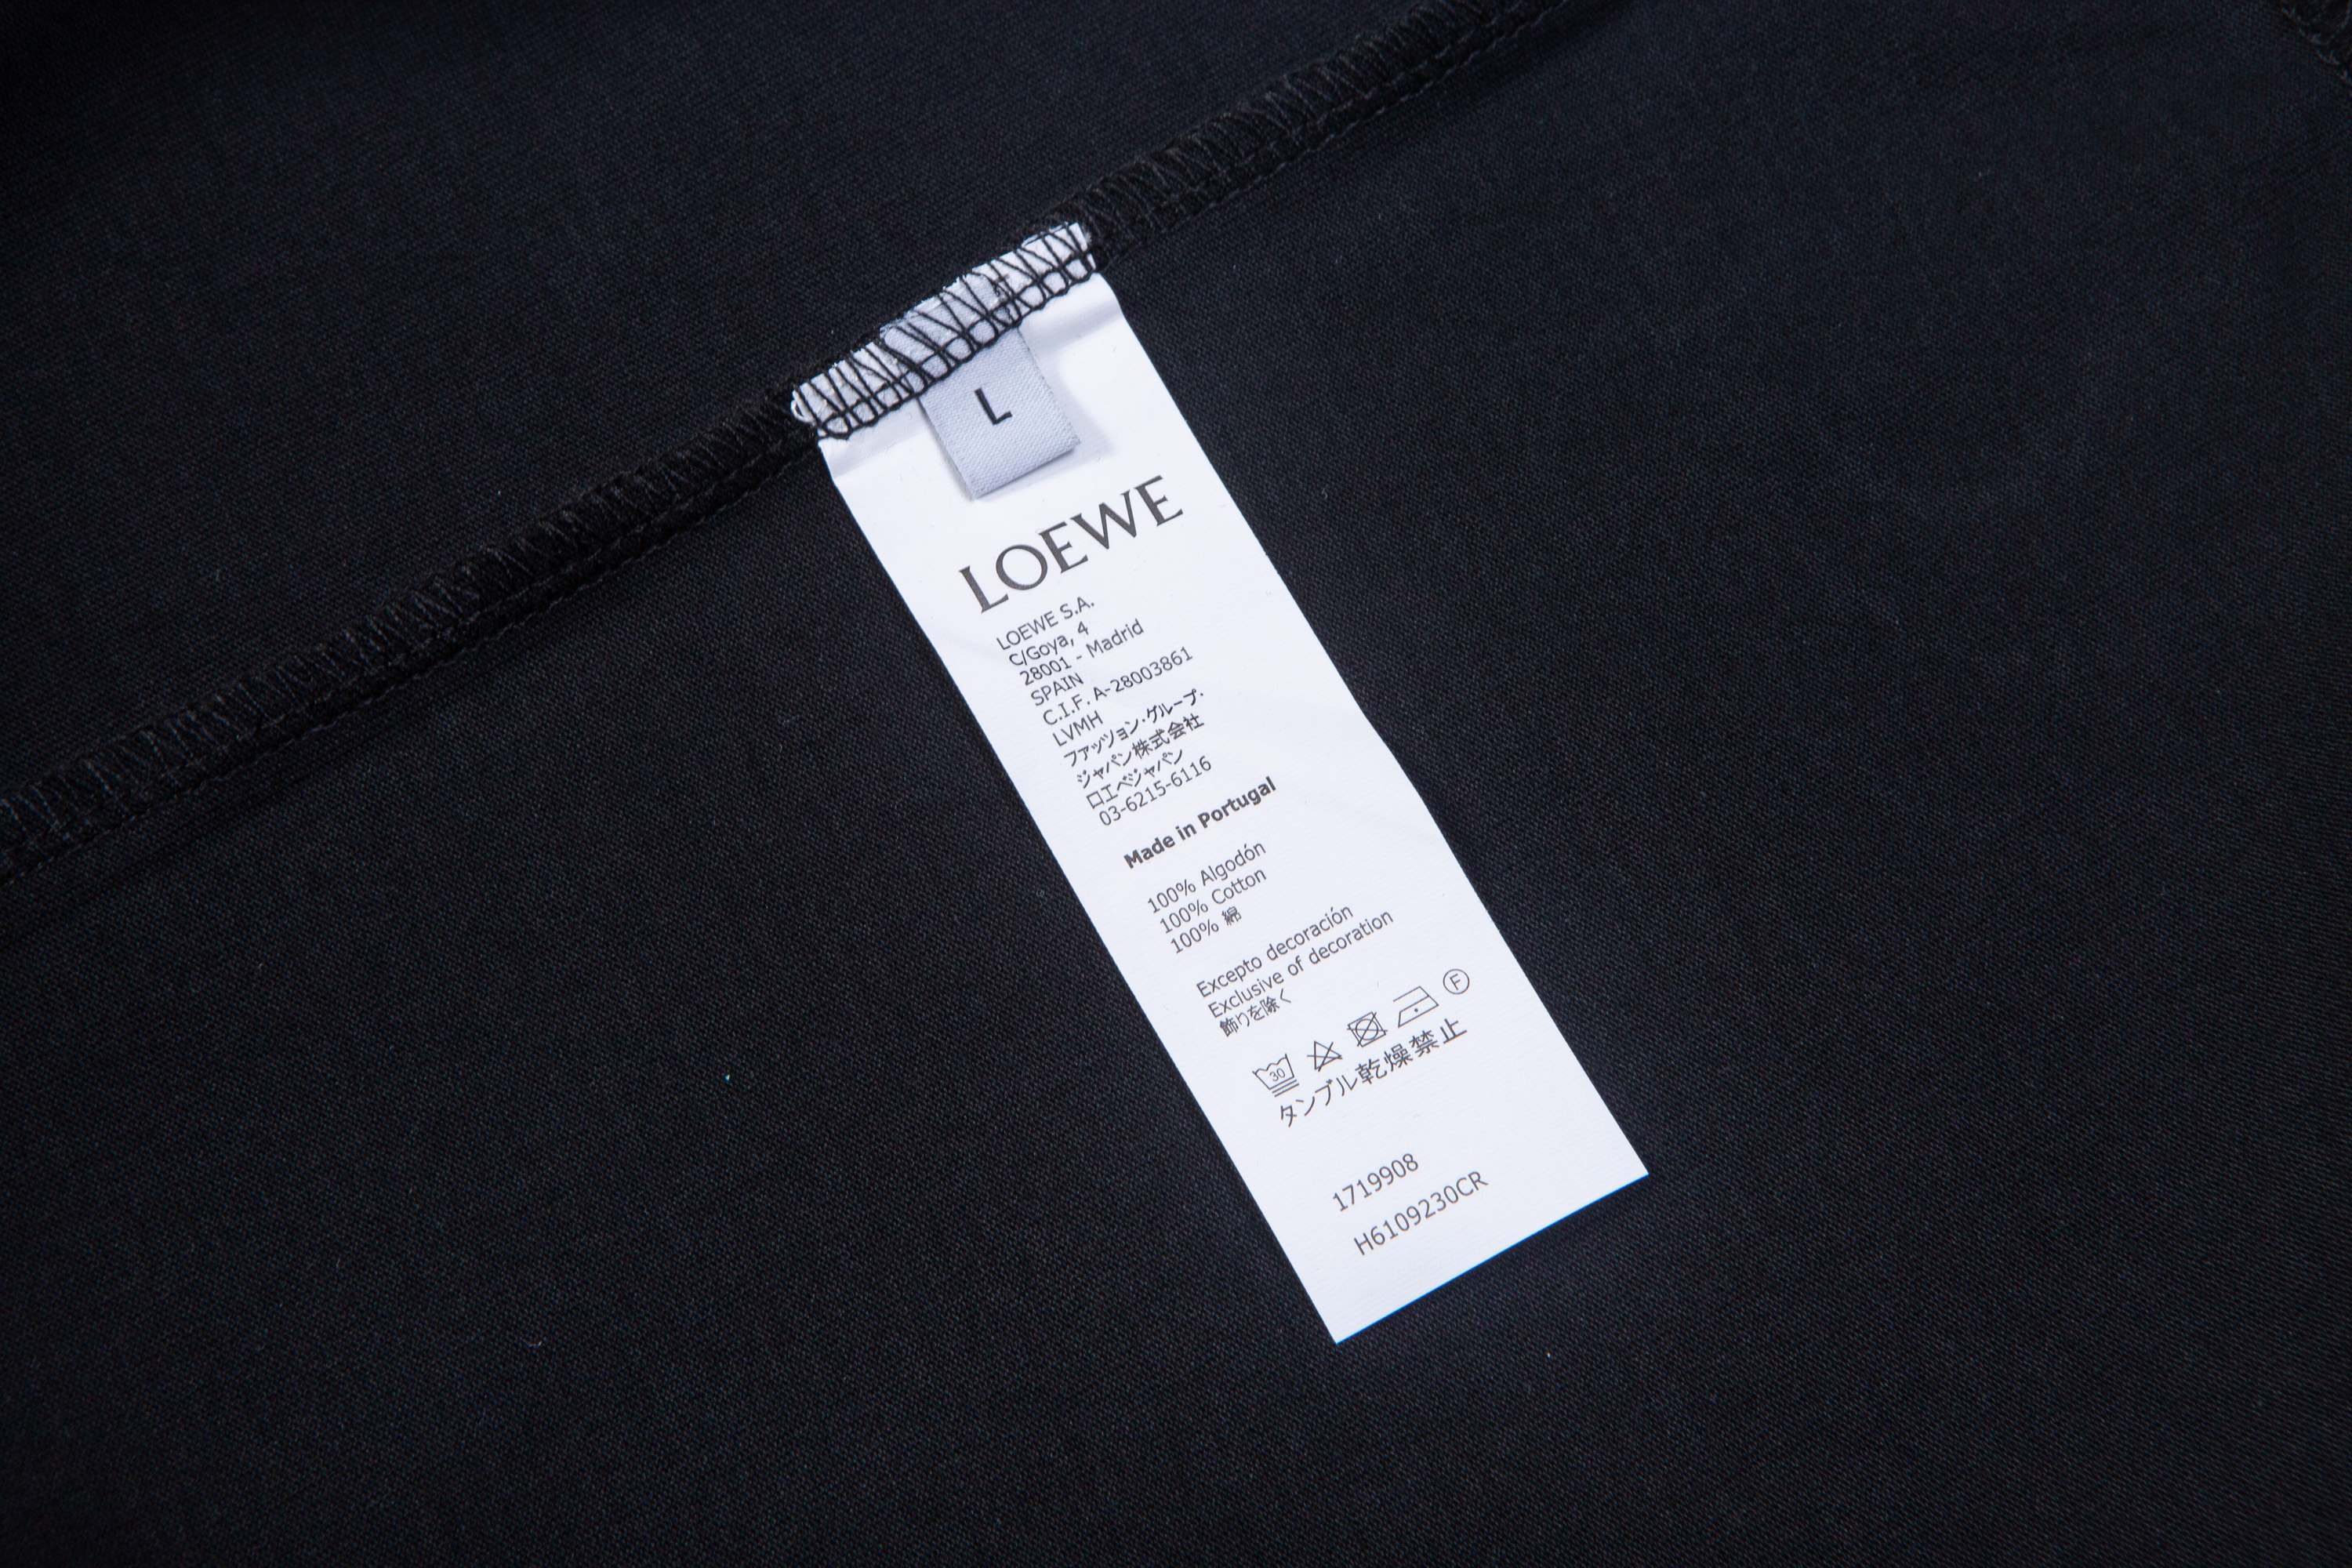 L
LOEWE
LOEWE S.A.
C/Goya, 4
28001 - Madrid
SPAIN
C.I.F. A-28003861
LVMH
ファッツョン・グループ・
ジャパン株式会社
ロエベジャパン
03-6215-6116
Made in Portugal
100% Algodón
100% Cotton
100% 綿
Excepto decoración
Exclusive of decoration
飾りを除く
30
F
タンブル乾燥禁止
1719908
H6109230CR